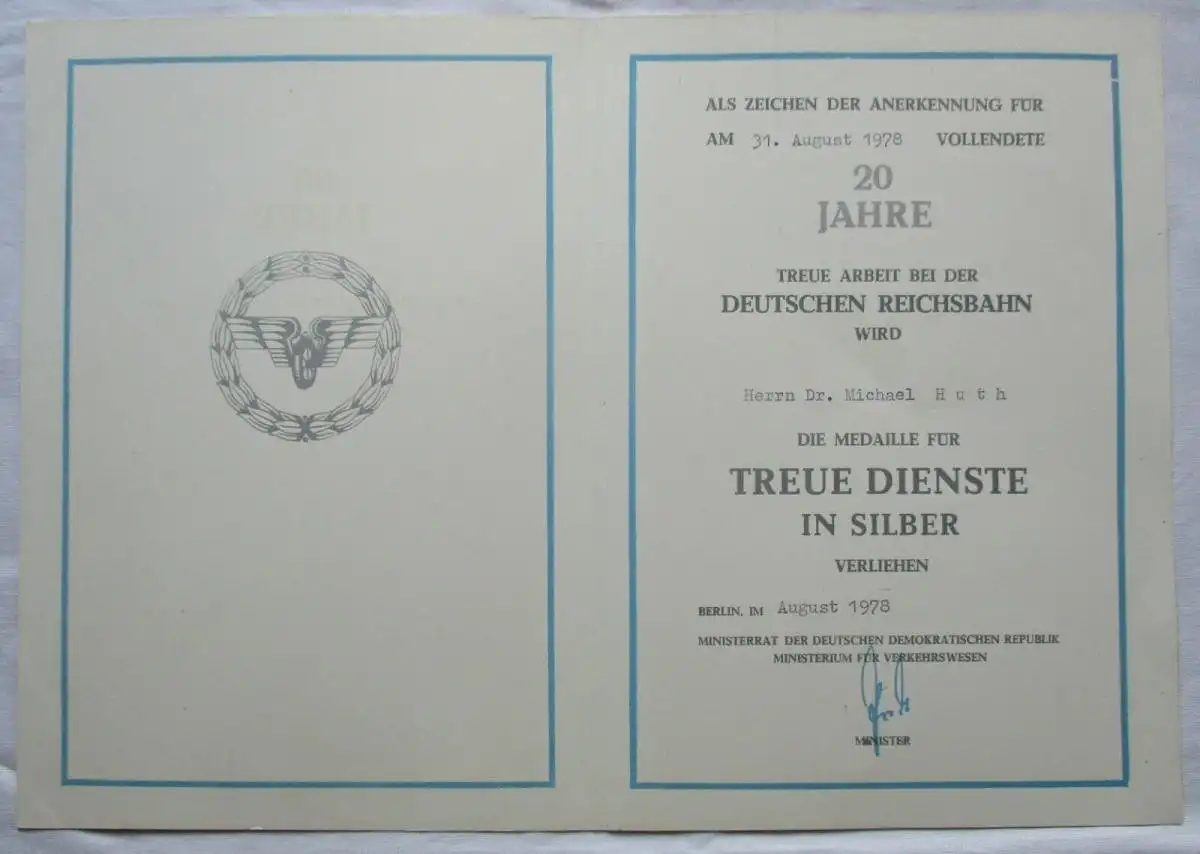 ALS ZEICHEN DER ANERKENNUNG FÜR
AM 31. August 1978 VOLLENDETE
20
JAHRE
TREUE ARBEIT BEI DER
DEUTSCHEN REICHSBAHN
WIRD
Herrn Dr. Michael H u t h
DIE MEDAILLE FÜR
TREUE DIENSTE
IN SILBER
VERLIEHEN
BERLIN, IM August 1978
MINISTERRAT DER DEUTSCHEN DEMOKRATISCHEN REPUBLIK
MINISTERIUM FÜR VERKEHRSWESEN
MINISTER